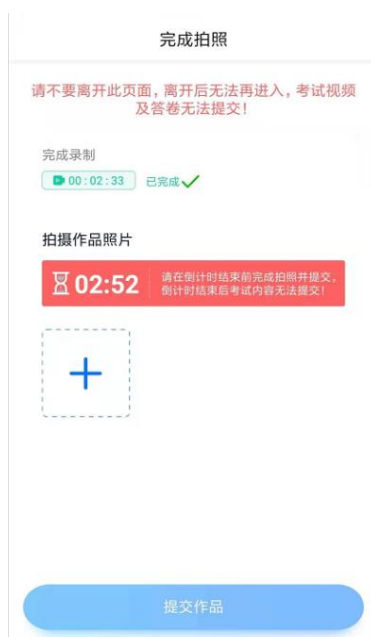 完成拍照
请不要离开此页面，离开后无法再进入，考试视频
及答卷无法提交！
完成录制
00:02:33 已完成
拍摄作品照片
02:52
请在倒计时结束前完成拍照并提交，
倒计时结束后考试内容无法提交！
提交作品